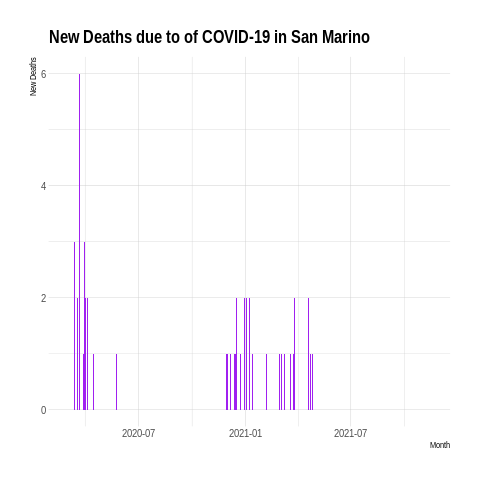 New Deaths due to of COVID-19 in San Marino
New Deaths
6
4
2
0
2020-07
2021-01
2021-07
Month